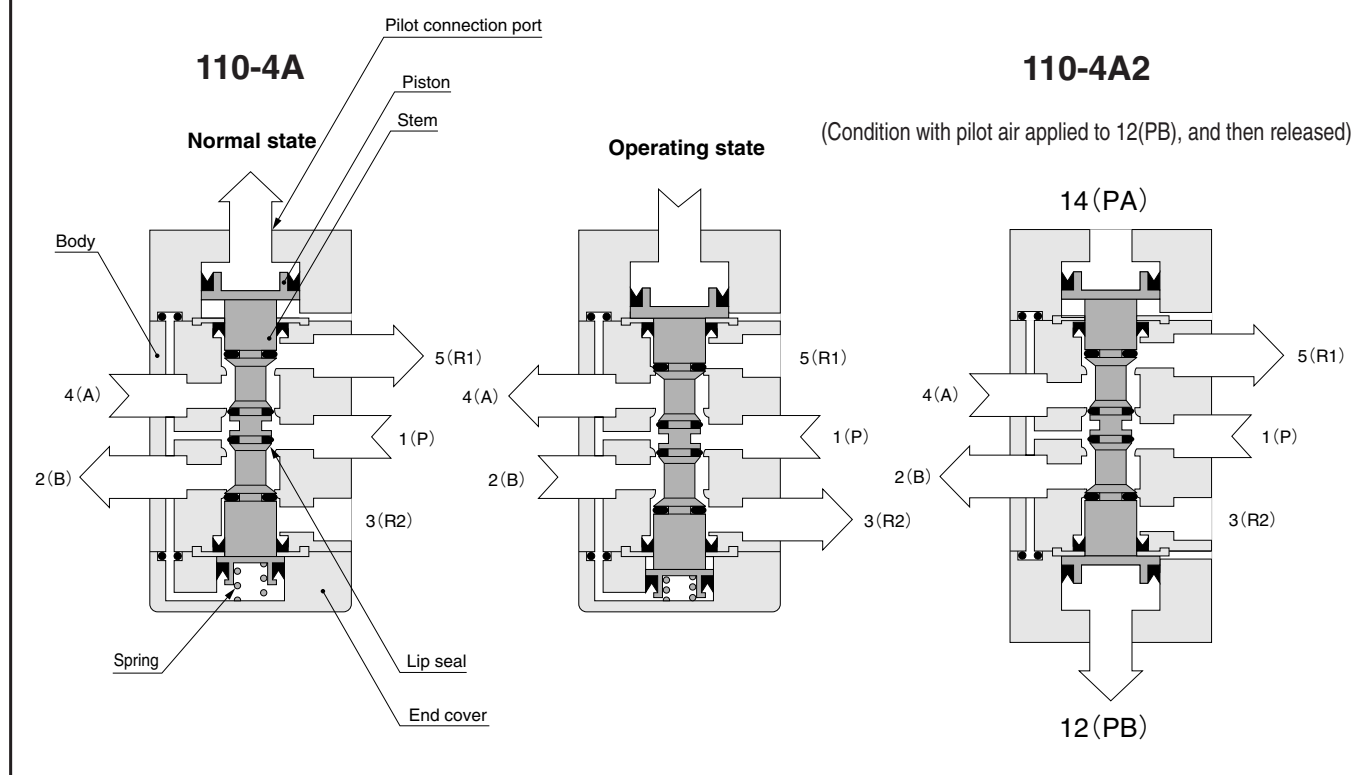 Pilot connection port
110-4A
Piston
Stem
Normal state
Body
5(R1)
4(A)
1(P)
2(B)
3(R2)
Spring
Lip seal
End cover
Operating state
5(R1)
4(A)
1(P)
2(B)
3(R2)
110-4A2
(Condition with pilot air applied to 12(PB), and then released)
14(PA)
5(R1)
4(A)
1(P)
2(B)
3(R2)
12(PB)